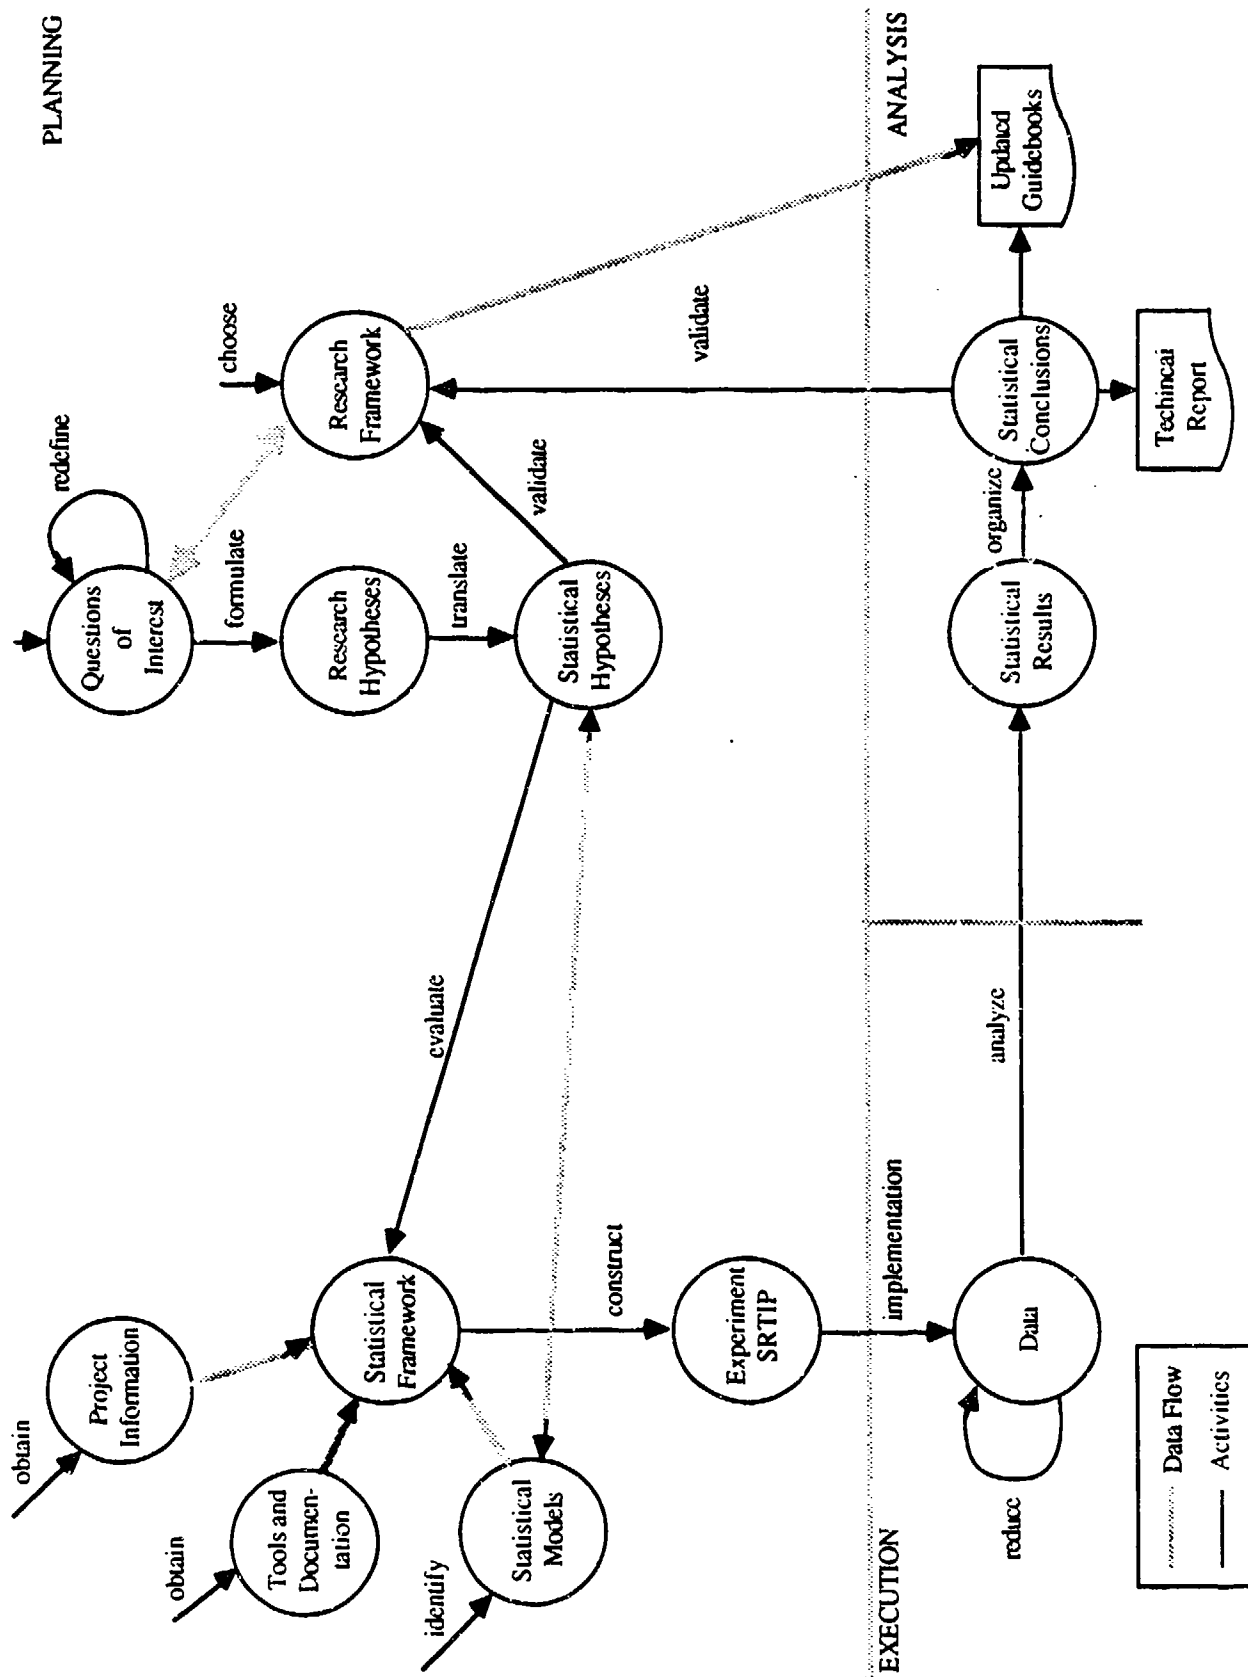 PLANNING
obtain
Project
Information
redefine
Questions
of
Interest
obtain
Tools and
Documen-
tation
formulate
choose
Statistical
Framework
Research
Hypotheses
Research
Framework
identify
Statistical
Models
evaluate
translate
validate
Statistical
Hypotheses
construct
Experiment
SRTIP
validate
implementation
EXECUTION
ANALYSIS
reduce
Data
analyze
Statistical
Results
organize
Statistical
Conclusions
Updated
Guidebooks
Techincal
Report
Data Flow
Activities